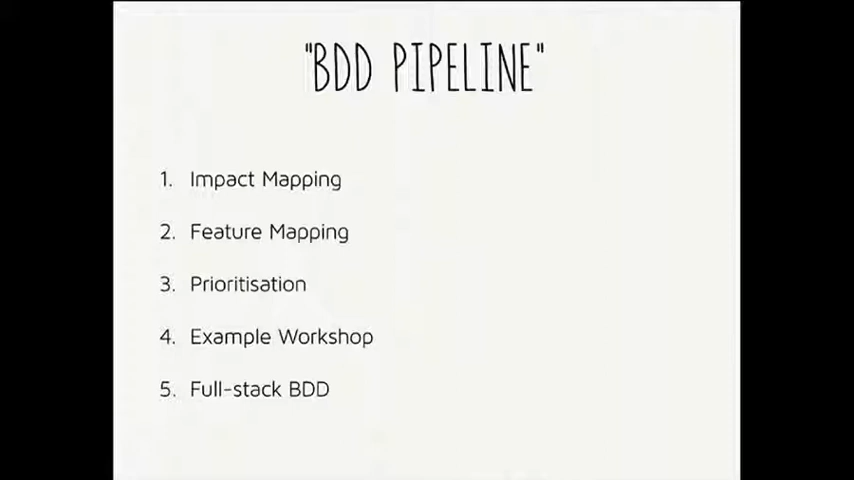 "BDD PIPELINE"
1. Impact Mapping
2. Feature Mapping
3. Prioritisation
4. Example Workshop
5. Full-stack BDD